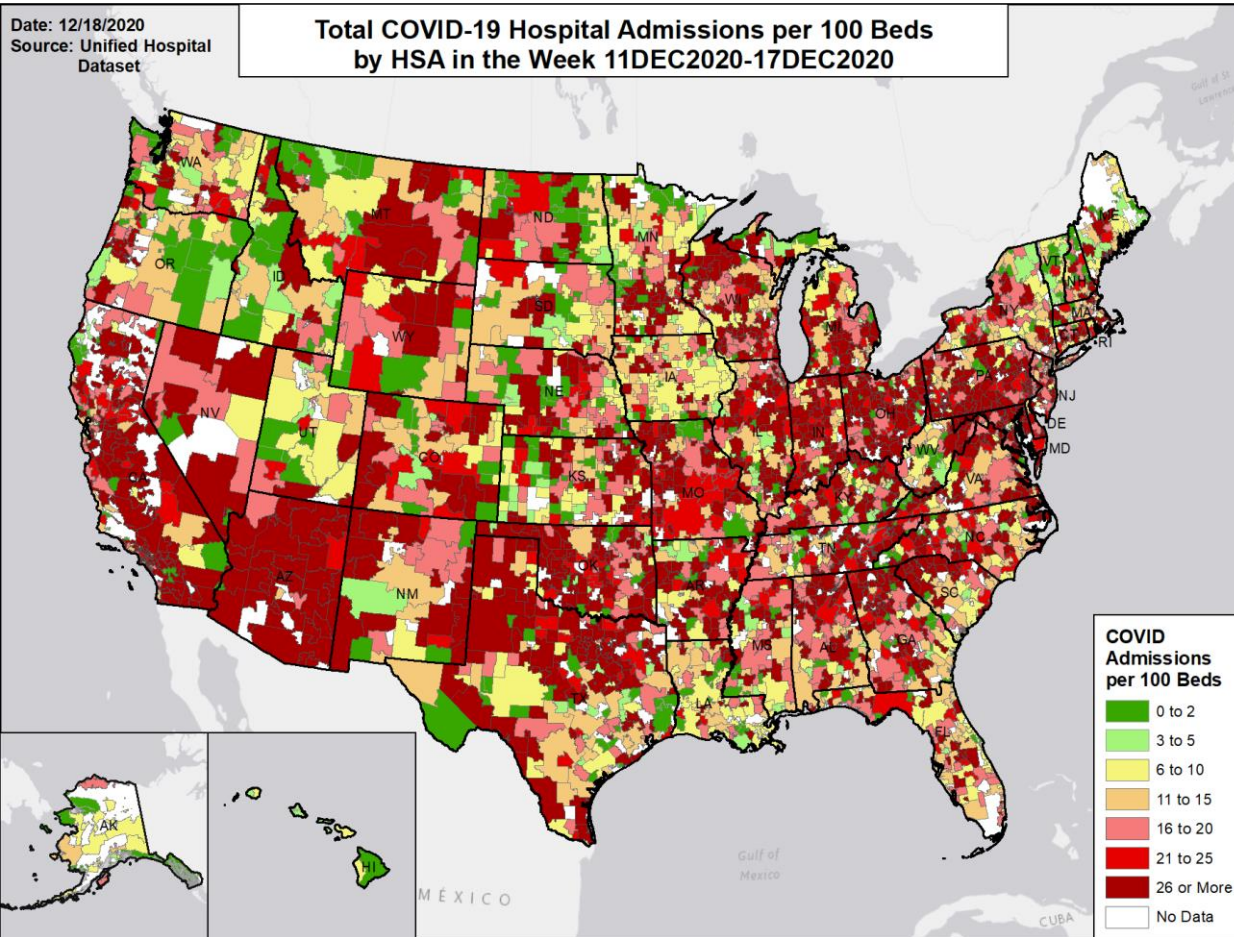 Date: 12/18/2020
Source: Unified Hospital
Dataset
Total COVID-19 Hospital Admissions per 100 Beds
by HSA in the Week 11DEC2020-17DEC2020
Gulf of St.
Lawrence
WA
MT
ND
MN
ME
OR
ID
SD
WI
VT
NH
NY
MA
CT
RI
WY
MI
IA
NE
PA
NJ
NV
UT
OH
IN
DE
MD
CO
WV
CA
KS
MO
KY
VA
AZ
NM
OK
AR
TN
NC
SC
MS
AL
GA
TX
LA
FL
AK
HI
Gulf of
Mexico
MÉXICO
CUBA
COVID
Admissions
per 100 Beds
0 to 2
3 to 5
6 to 10
11 to 15
16 to 20
21 to 25
26 or More
No Data